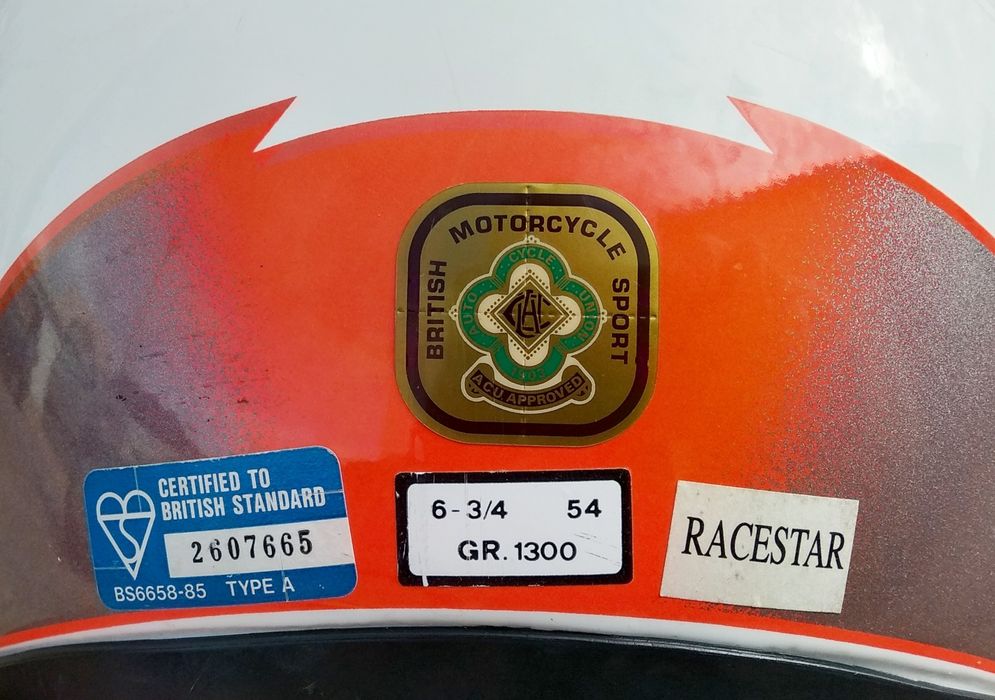 BRITISH MOTORCYCLE SPORT
AUTO CYCLE UNION
1903
ACU APPROVED
CERTIFIED TO
BRITISH STANDARD
2607665
BS6658-85 TYPE A
6-3/4 54
GR. 1300
RACESTAR